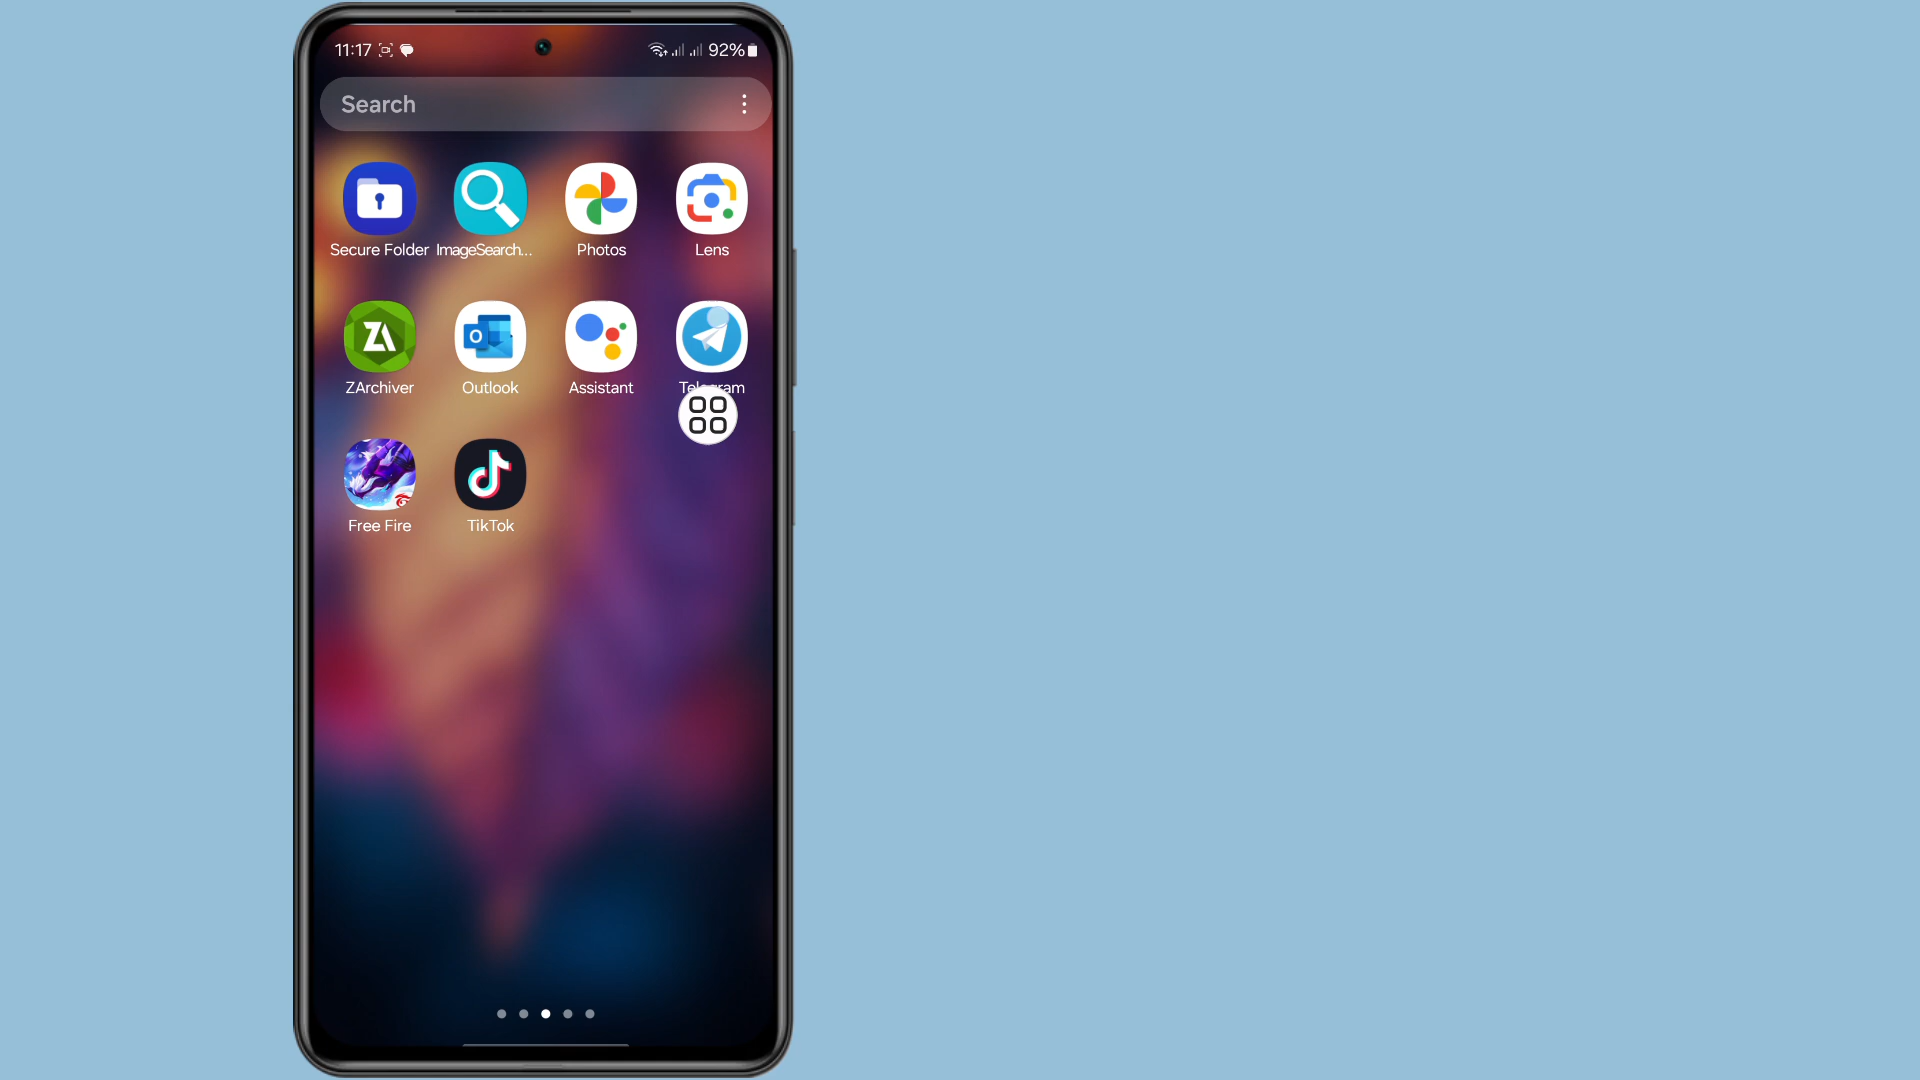 11:17 92%
Search
Secure Folder ImageSearch... Photos Lens
ZArchiver Outlook Assistant Telegram
Free Fire TikTok